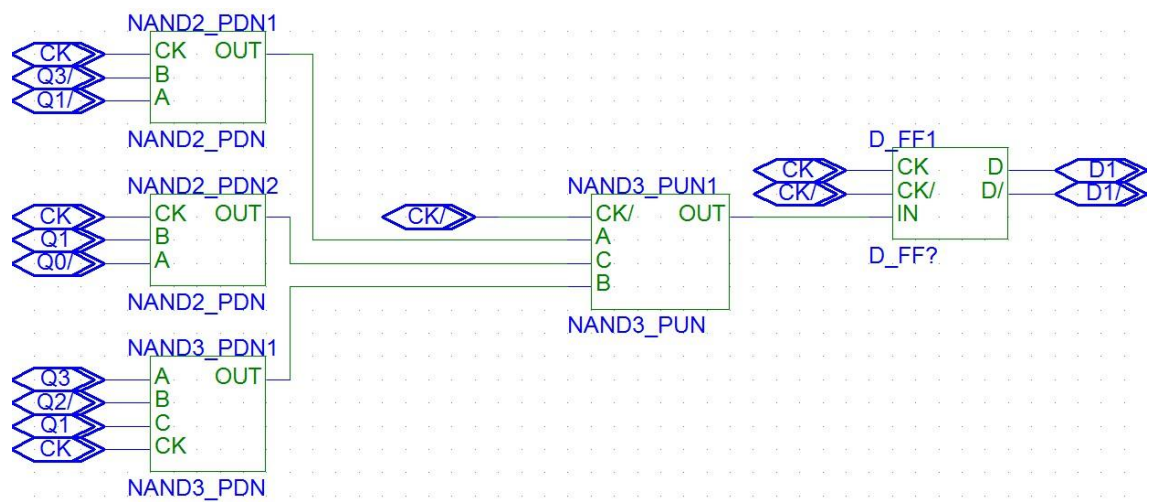 NAND2_PDN1
CK CK OUT
Q3/ B
Q1/ A
NAND2_PDN
NAND2_PDN2
CK CK OUT
Q1 B
Q0/ A
NAND2_PDN
NAND3_PDN1
Q3 A OUT
Q2/ B
Q1 C
CK CK
NAND3_PDN
NAND3_PUN1
CK/ CK/ OUT
A
C
B
NAND3_PUN
D_FF1
CK CK D D1
CK/ CK/ D/ D1/
IN
D_FF?